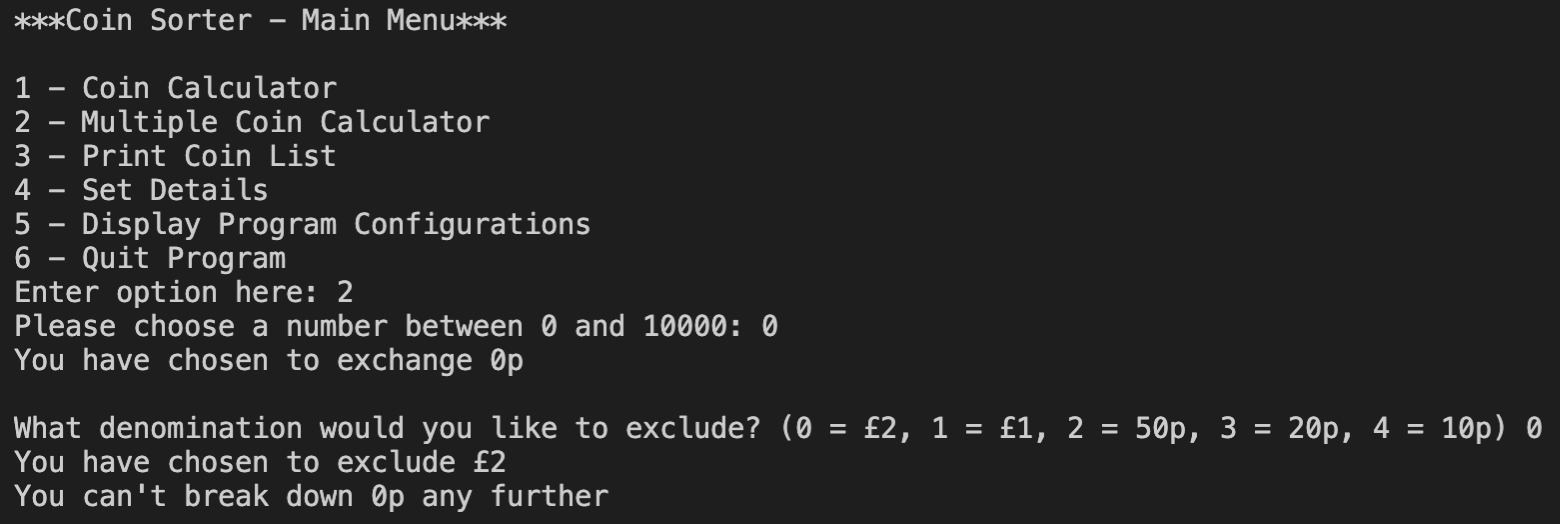 ***Coin Sorter – Main Menu***
1 – Coin Calculator
2 – Multiple Coin Calculator
3 – Print Coin List
4 – Set Details
5 – Display Program Configurations
6 – Quit Program
Enter option here: 2
Please choose a number between 0 and 10000: 0
You have chosen to exchange 0p
What denomination would you like to exclude? (0 = £2, 1 = £1, 2 = 50p, 3 = 20p, 4 = 10p) 0
You have chosen to exclude £2
You can't break down 0p any further